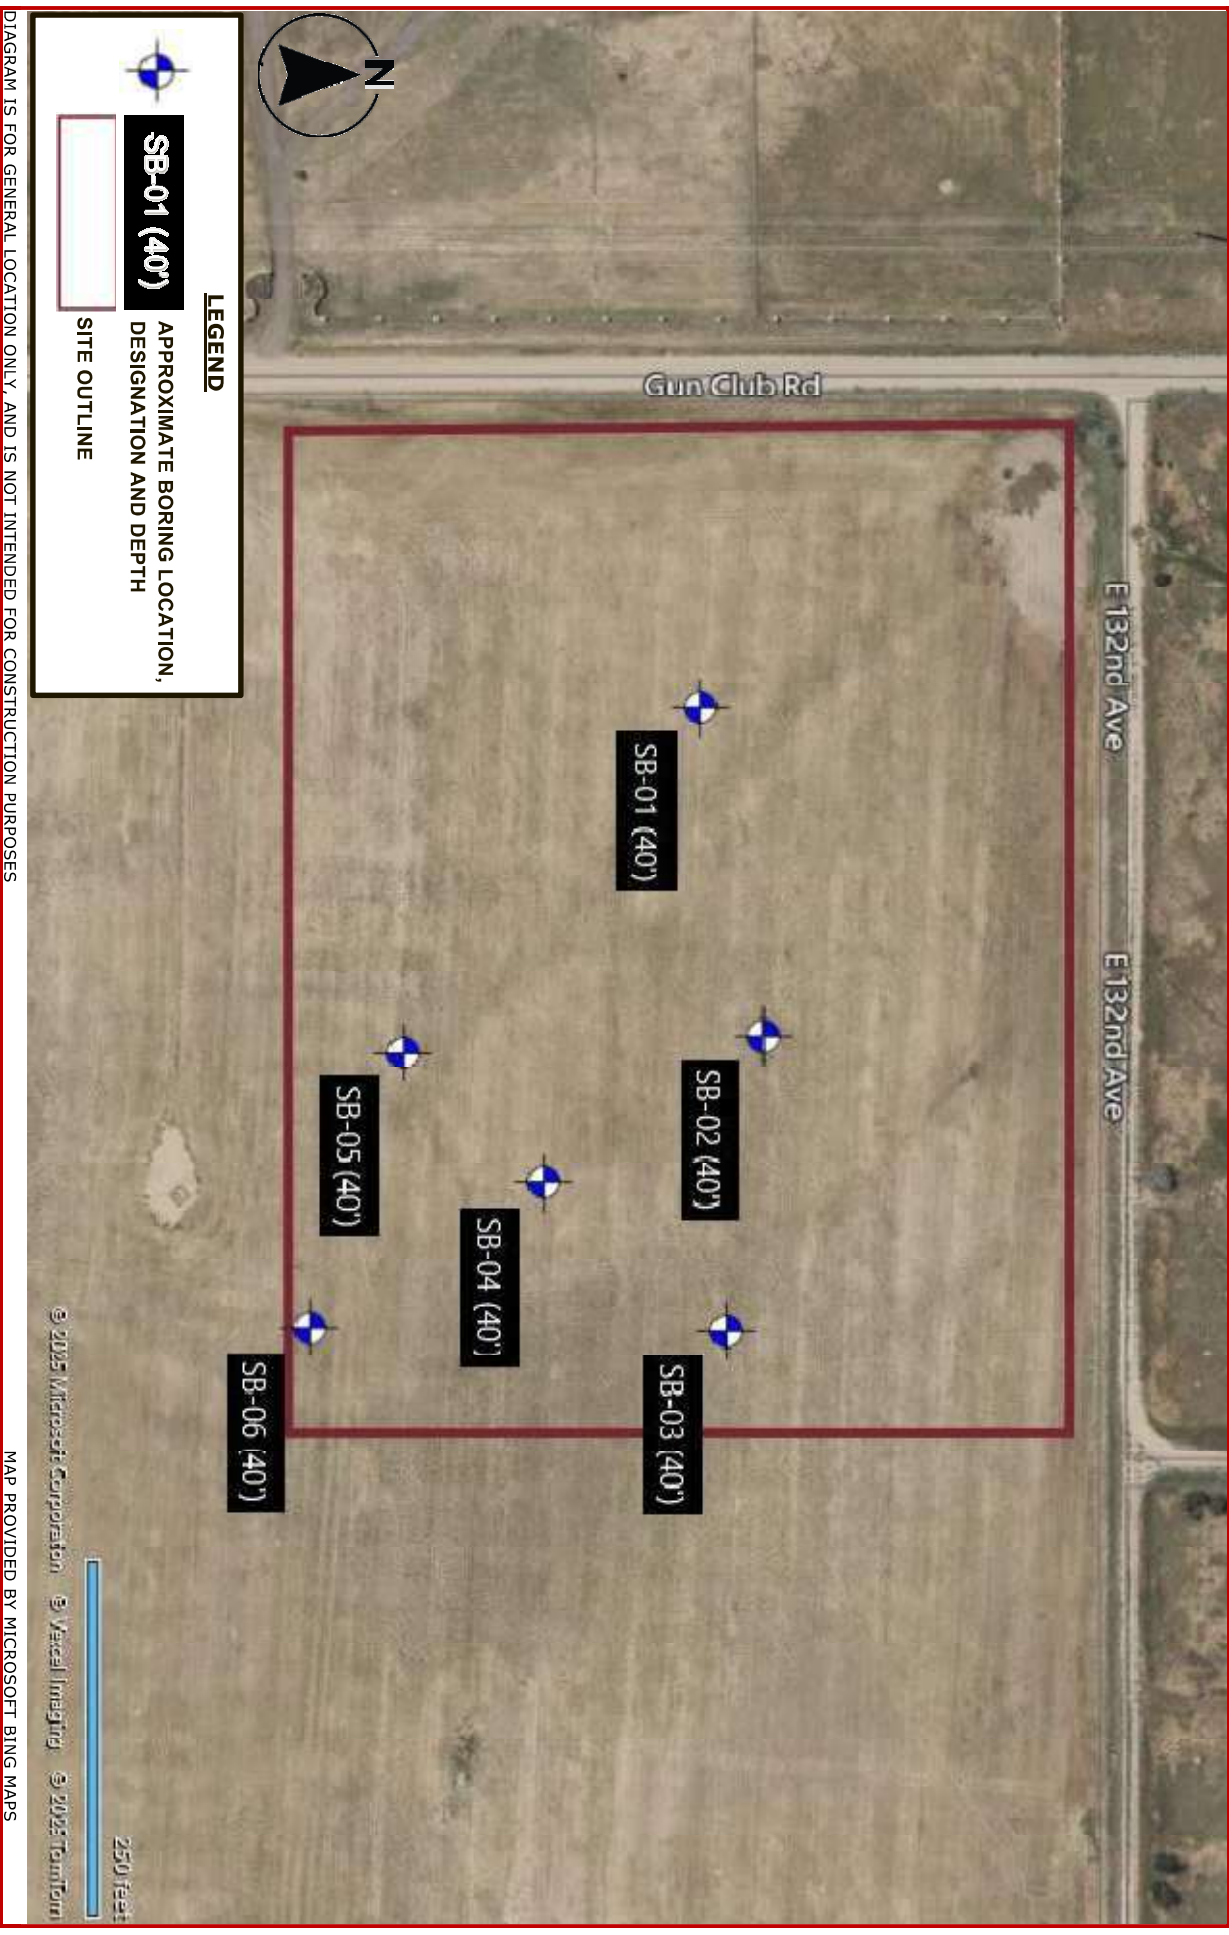 E 132nd Ave
E 132nd Ave
Gun Club Rd
SB-01 (40')
SB-02 (40')
SB-03 (40')
SB-04 (40')
SB-05 (40')
SB-06 (40')
N
LEGEND
SB-01 (40')
APPROXIMATE BORING LOCATION,
DESIGNATION AND DEPTH
SITE OUTLINE
250 feet
© 2025 Microsoft Corporation © Vexcel Imaging © 2025 TomTom
DIAGRAM IS FOR GENERAL LOCATION ONLY, AND IS NOT INTENDED FOR CONSTRUCTION PURPOSES
MAP PROVIDED BY MICROSOFT BING MAPS